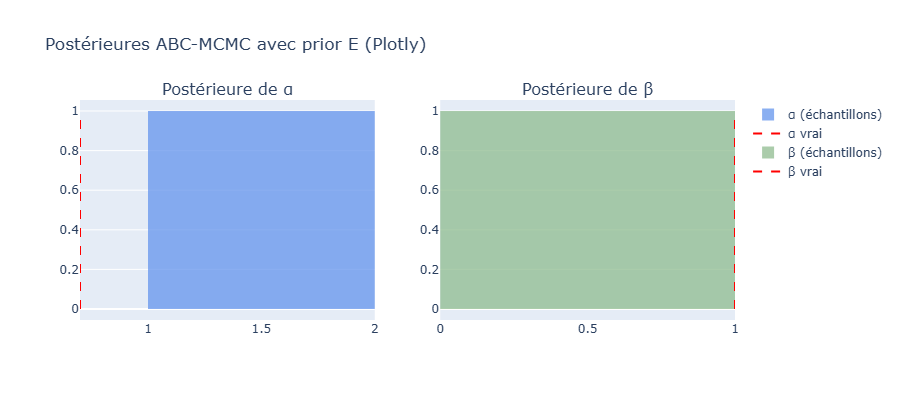 Postérieures ABC-MCMC avec prior E (Plotly)
Postérieure de α
Postérieure de β
1
0.8
0.6
0.4
0.2
0
1
1.5
2
1
0.8
0.6
0.4
0.2
0
0
0.5
1
α (échantillons)
α vrai
β (échantillons)
β vrai